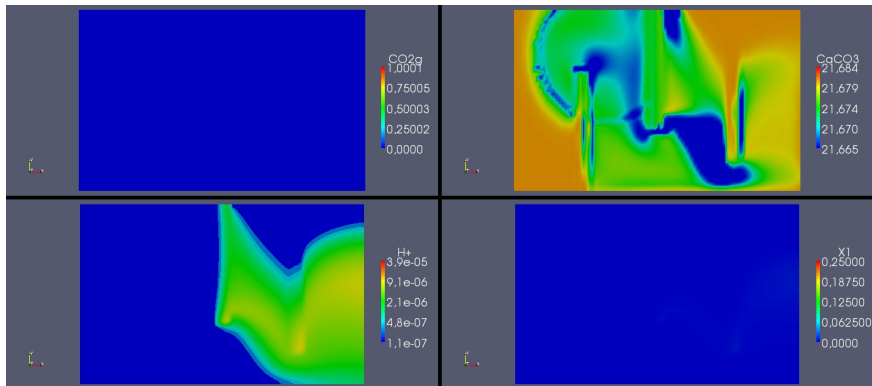 CO2g
1,0001
0,75005
0,50003
0,25002
0,0000
CaCO3
21,684
21,679
21,674
21,670
21,665
H+
3,9e-05
9,1e-06
2,1e-06
4,8e-07
1,1e-07
X1
0,25000
0,18750
0,12500
0,062500
0,0000